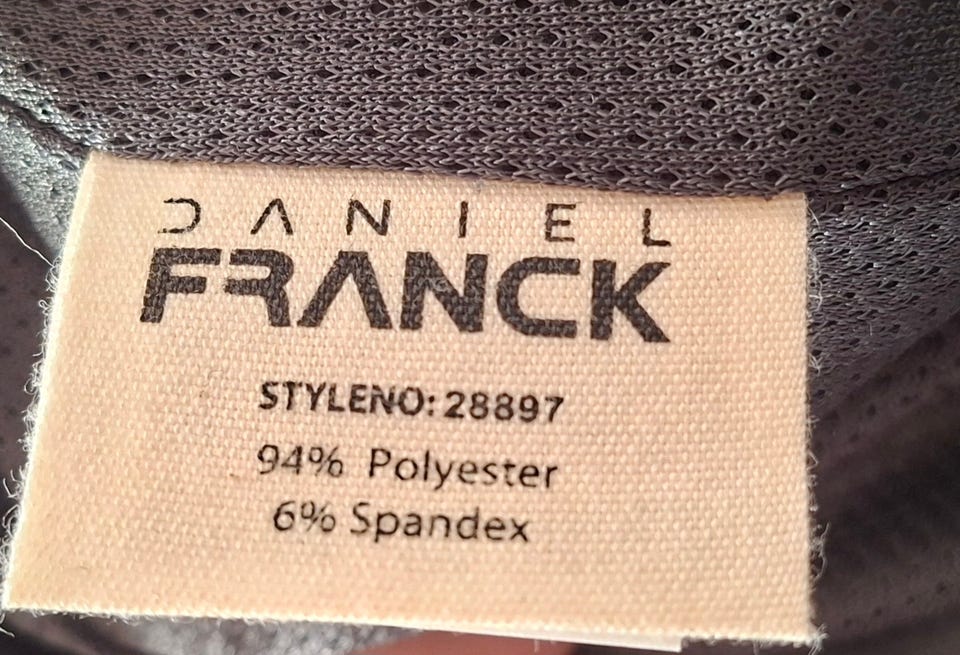 DANIEL
FRANCK
STYLENO: 28897
94% Polyester
6% Spandex